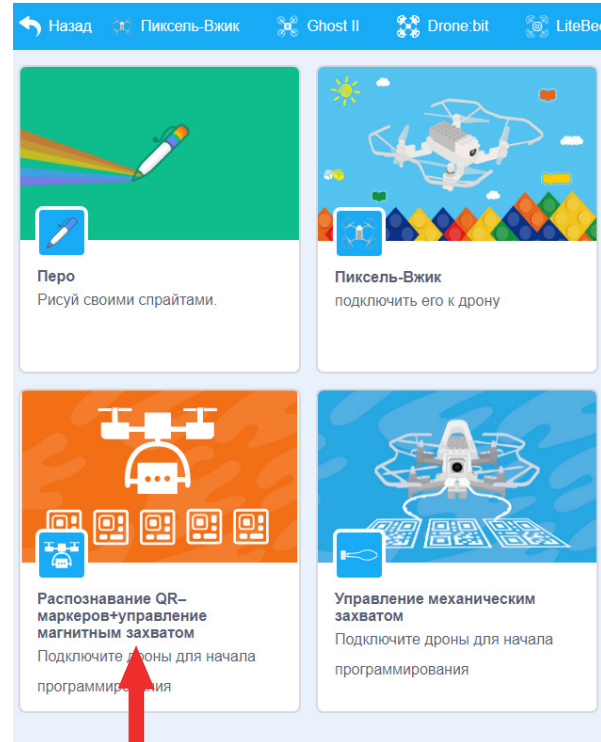 Назад
Пиксель-Вжик
Ghost II
Drone:bit
LiteBee
Перо
Рисуй своими спрайтами.
Пиксель-Вжик
подключить его к дрону
Распознавание QR–
маркеров+управление
магнитным захватом
Подключите дроны для начала
программирования
Управление механическим
захватом
Подключите дроны для начала
программирования